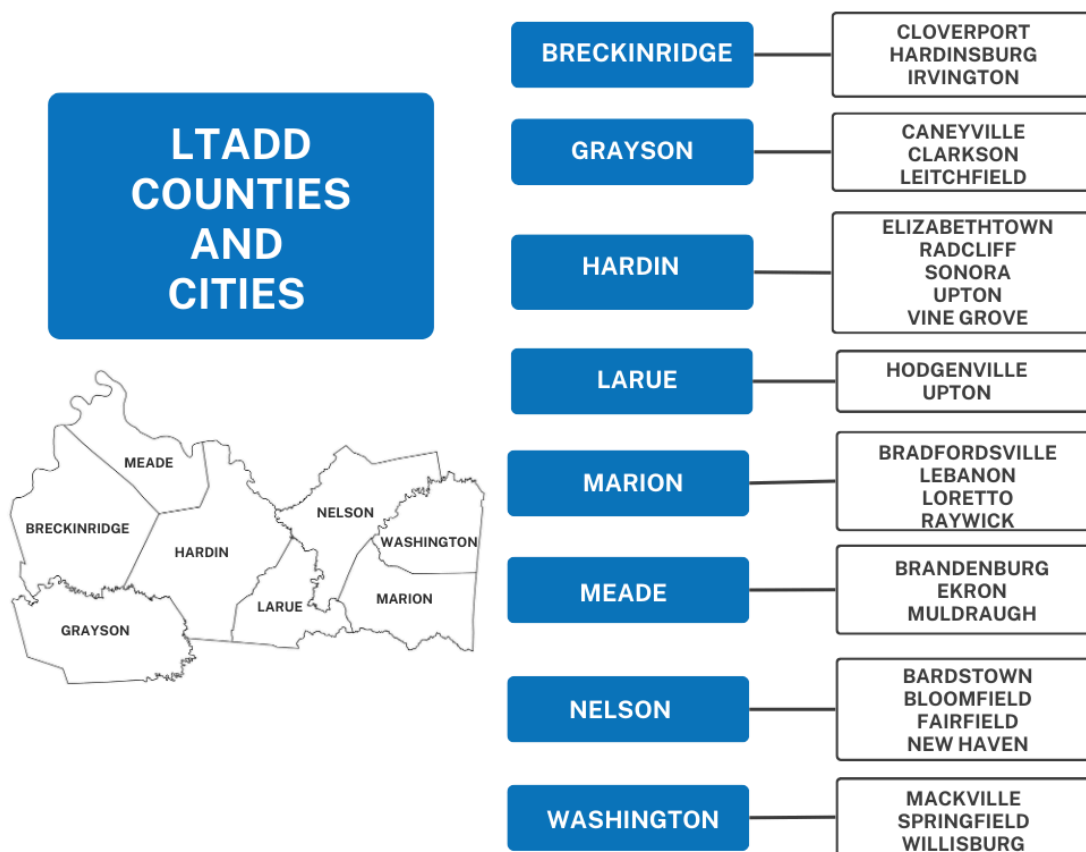 LTADD
COUNTIES
AND
CITIES
BRECKINRIDGE
CLOVERPORT
HARDINSBURG
IRVINGTON
GRAYSON
CANEYVILLE
CLARKSON
LEITCHFIELD
HARDIN
ELIZABETHTOWN
RADCLIFF
SONORA
UPTON
VINE GROVE
LARUE
HODGENVILLE
UPTON
MARION
BRADFORDSVILLE
LEBANON
LORETTO
RAYWICK
MEADE
BRANDENBURG
EKRON
MULDRAUGH
NELSON
BARDSTOWN
BLOOMFIELD
FAIRFIELD
NEW HAVEN
WASHINGTON
MACKVILLE
SPRINGFIELD
WILLISBURG
MEADE
BRECKINRIDGE
HARDIN
NELSON
WASHINGTON
LARUE
MARION
GRAYSON